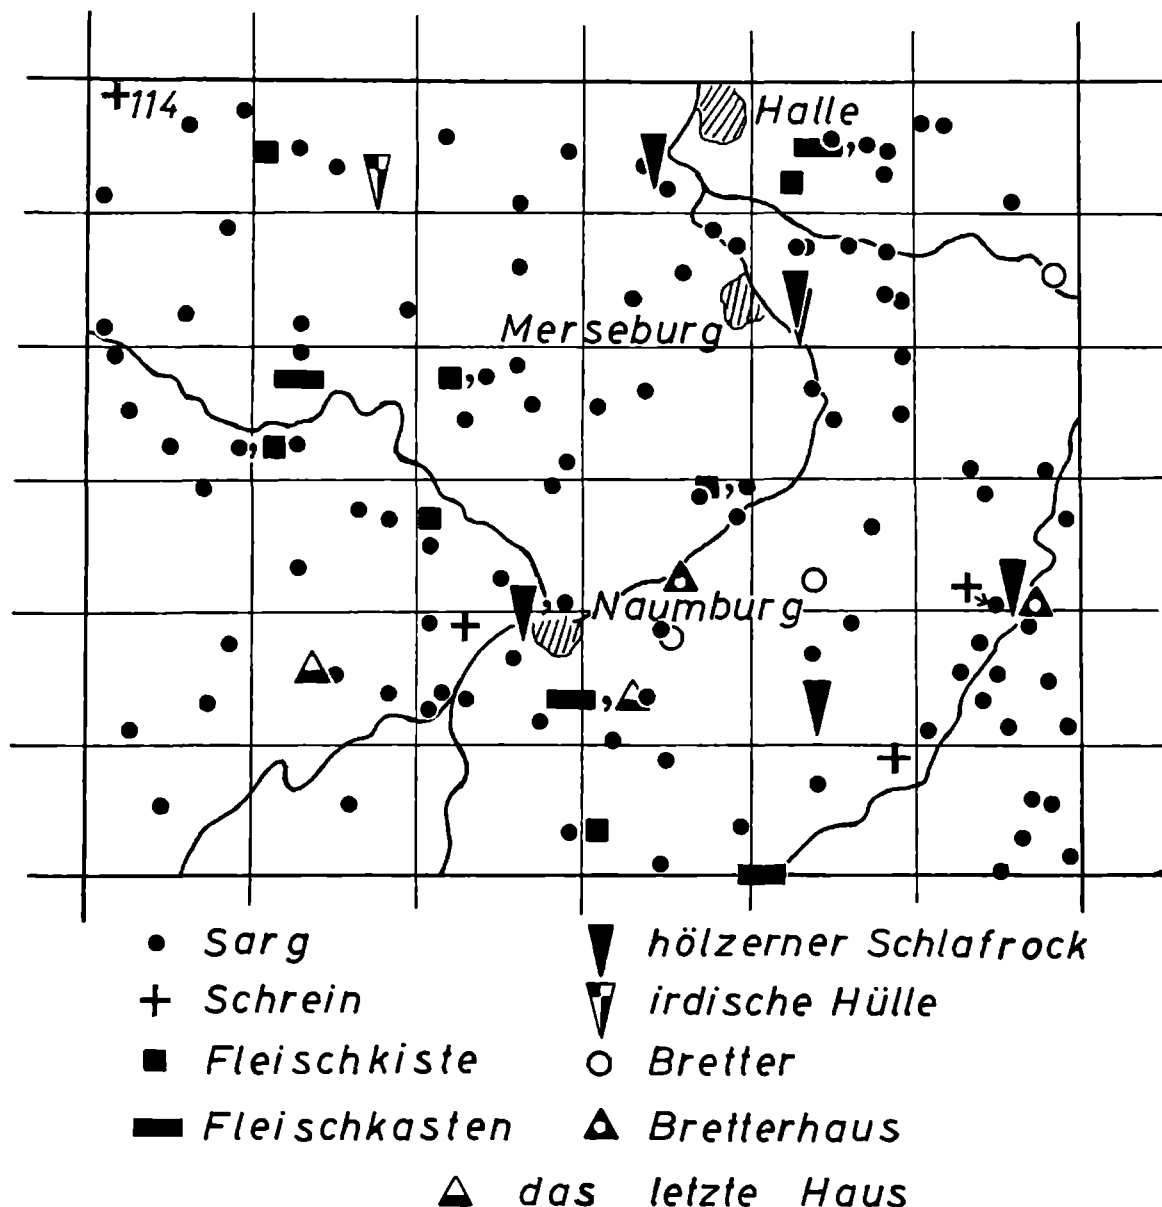 114
Halle
Merseburg
Naumburg
Sarg
hölzerner Schlafrock
Schrein
irdische Hülle
Fleischkiste
Bretter
Fleischkasten
Bretterhaus
das letzte Haus